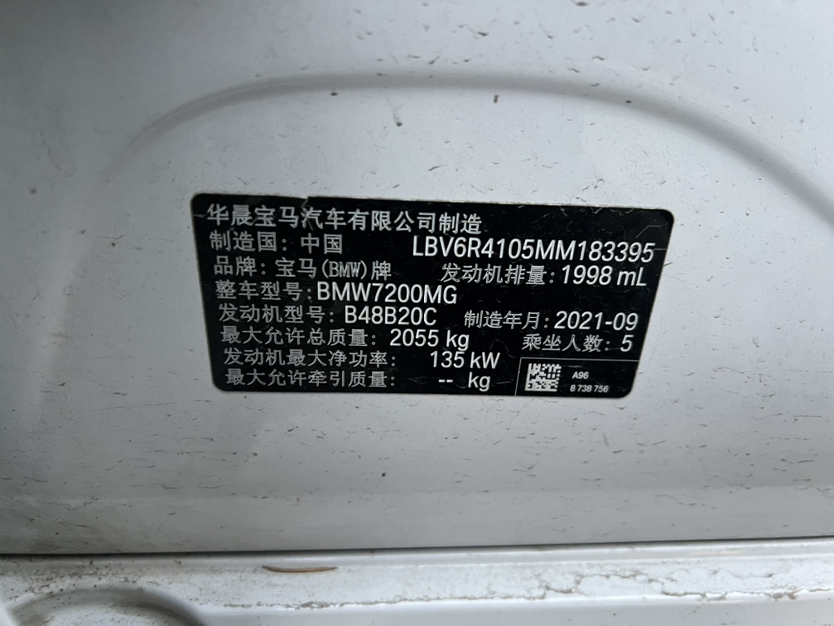 华晨宝马汽车有限公司制造
制造国: 中国 LBV6R4105MM183395
品牌: 宝马(BMW)牌 发动机排量: 1998 mL
整车型号: BMW7200MG
发动机型号: B48B20C 制造年月: 2021-09
最大允许总质量: 2055 kg 乘坐人数: 5
发动机最大净功率: 135 kW
最大允许牵引质量: -- kg
A96
8 738 756